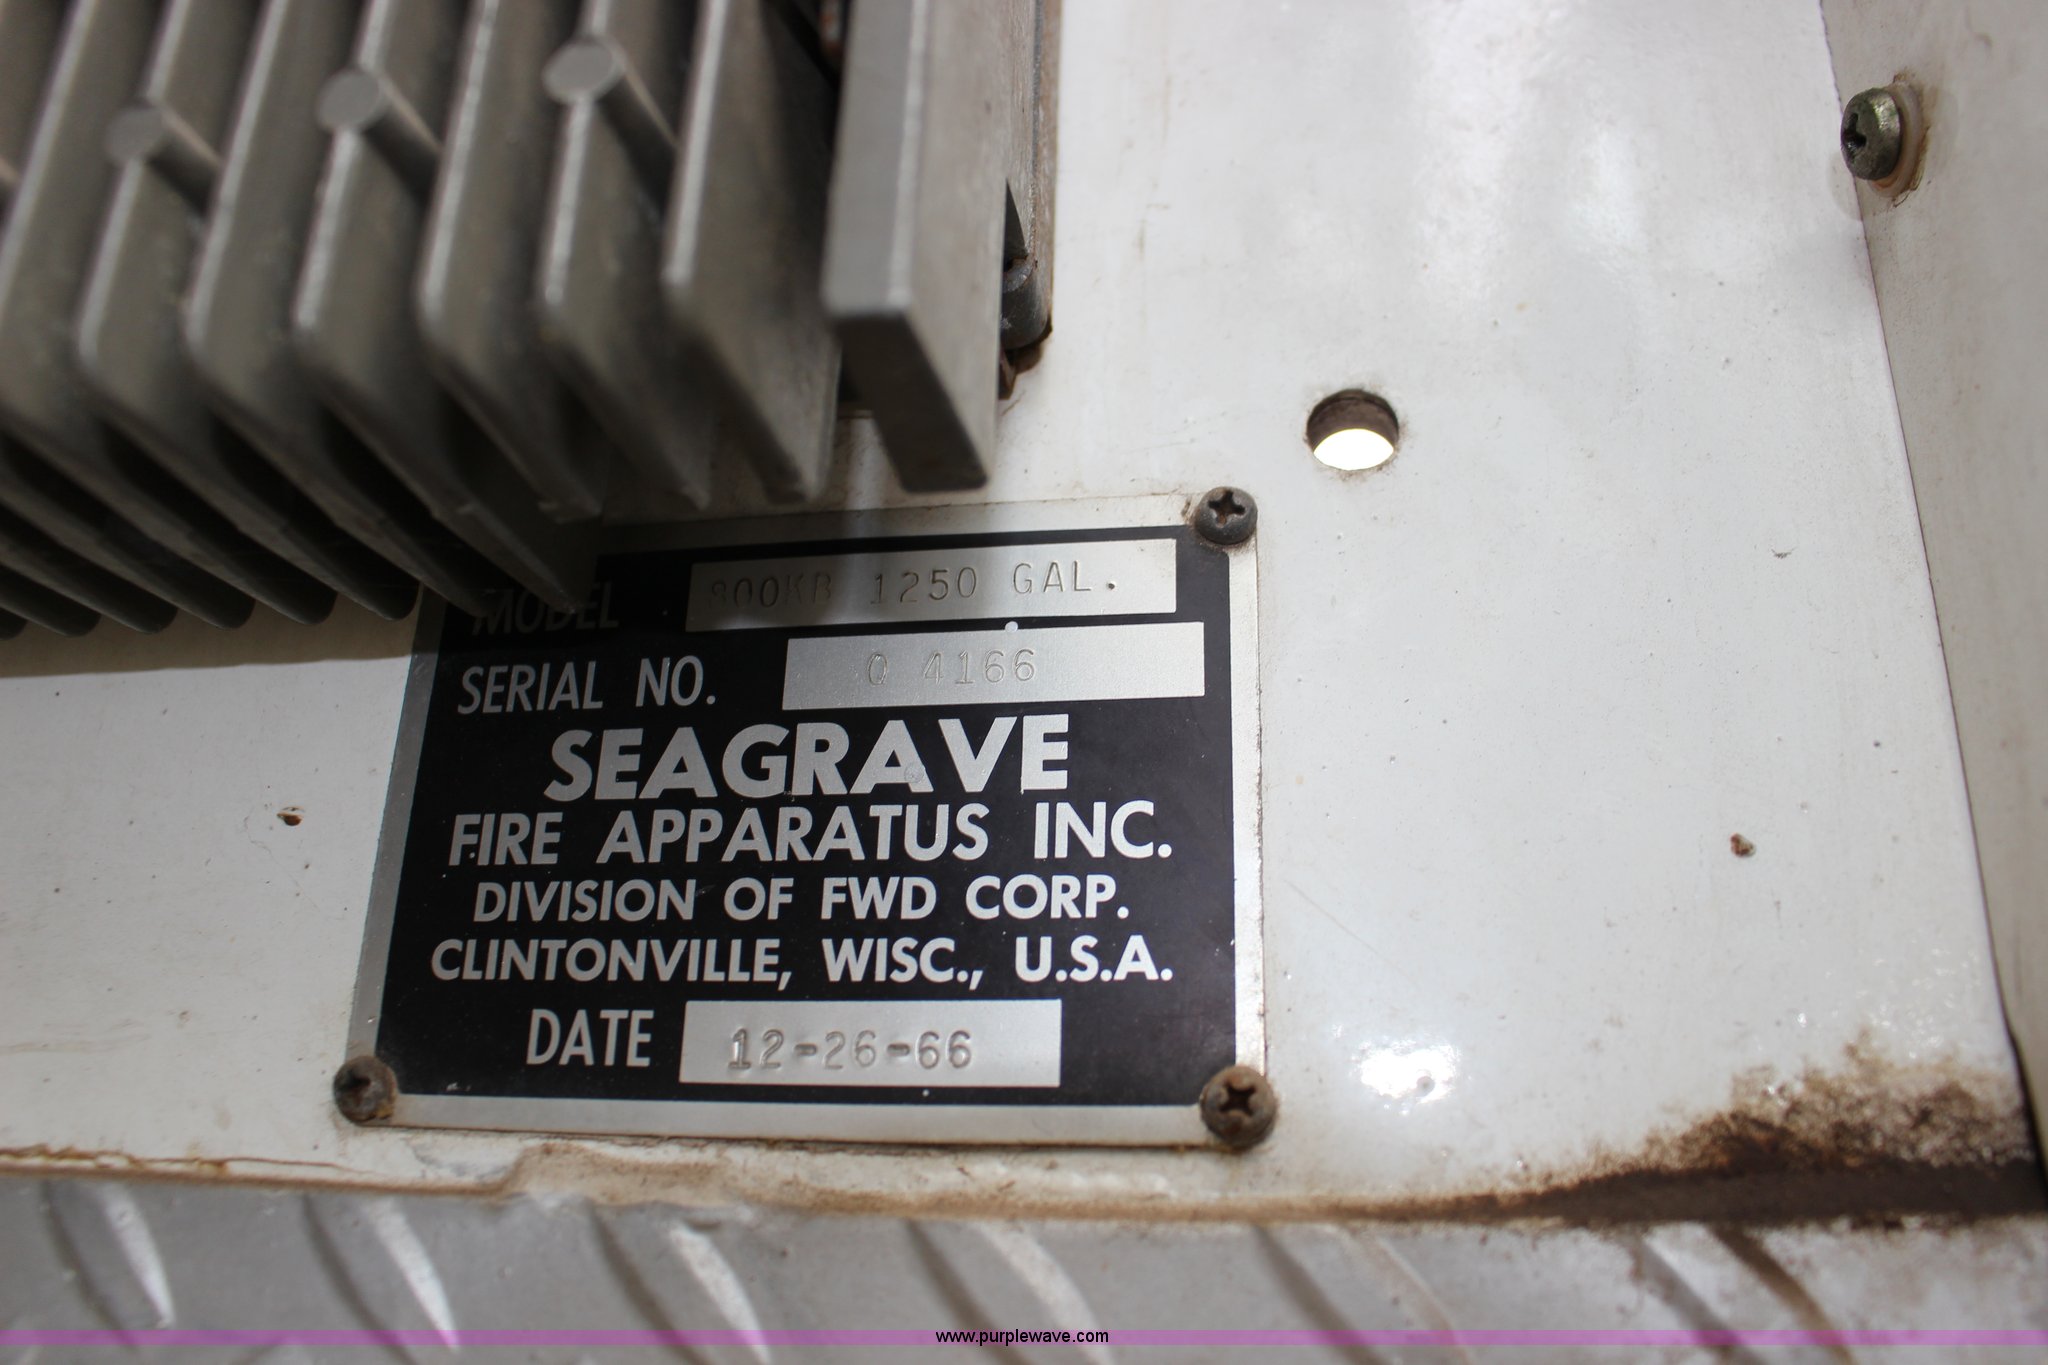 MODEL 800KB 1250 GAL.
SERIAL NO. Q 4166
SEAGRAVE
FIRE APPARATUS INC.
DIVISION OF FWD CORP.
CLINTONVILLE, WISC., U.S.A.
DATE 12-26-66
www.purplewave.com